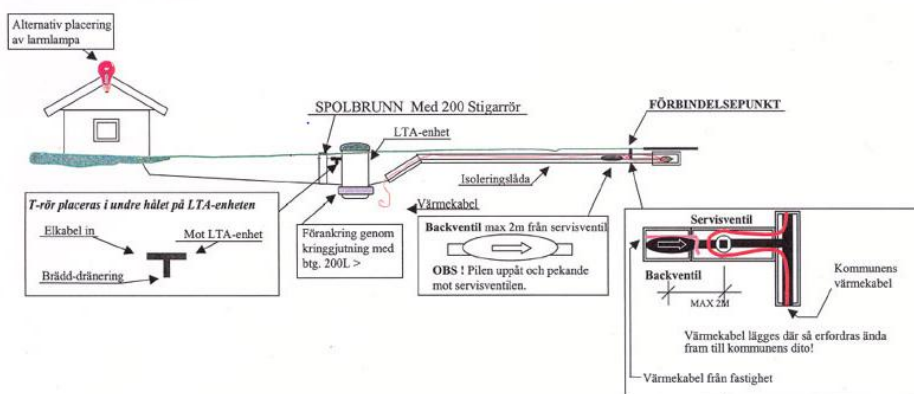 Alternativ placering
av larmlampa
SPOLBRUNN Med 200 Stigarrör
LTA-enhet
FÖRBINDELSEPUNKT
Isoleringslåda
Värmekabel
T-rör placeras i undre hålet på LTA-enheten
Elkabel in
Mot LTA-enhet
Brädd-dränering
Förankring genom
kringgjutning med
btg. 200L >
Backventil max 2m från servisventil
OBS ! Pilen uppåt och pekande
mot servisventilen.
Servisventil
Backventil
MAX 2M
Kommunens
värmekabel
Värmekabel lägges där så erfordras ända
fram till kommunens dito!
Värmekabel från fastighet